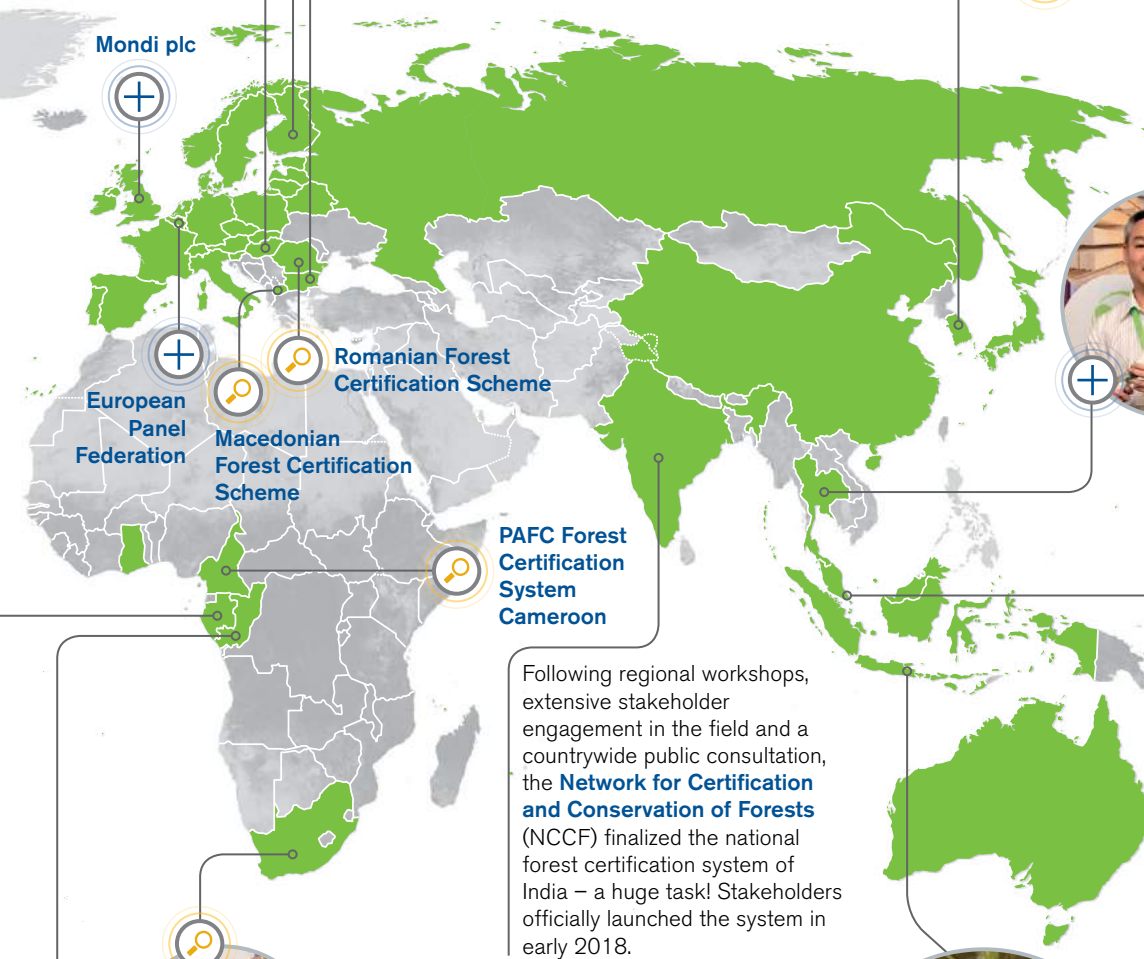 Mondi plc
Romanian Forest
Certification Scheme
European
Panel
Federation
Macedonian
Forest Certification
Scheme
PAFC Forest
Certification
System
Cameroon
Following regional workshops,
extensive stakeholder
engagement in the field and a
countrywide public consultation,
the Network for Certification
and Conservation of Forests
(NCCF) finalized the national
forest certification system of
India – a huge task! Stakeholders
officially launched the system in
early 2018.